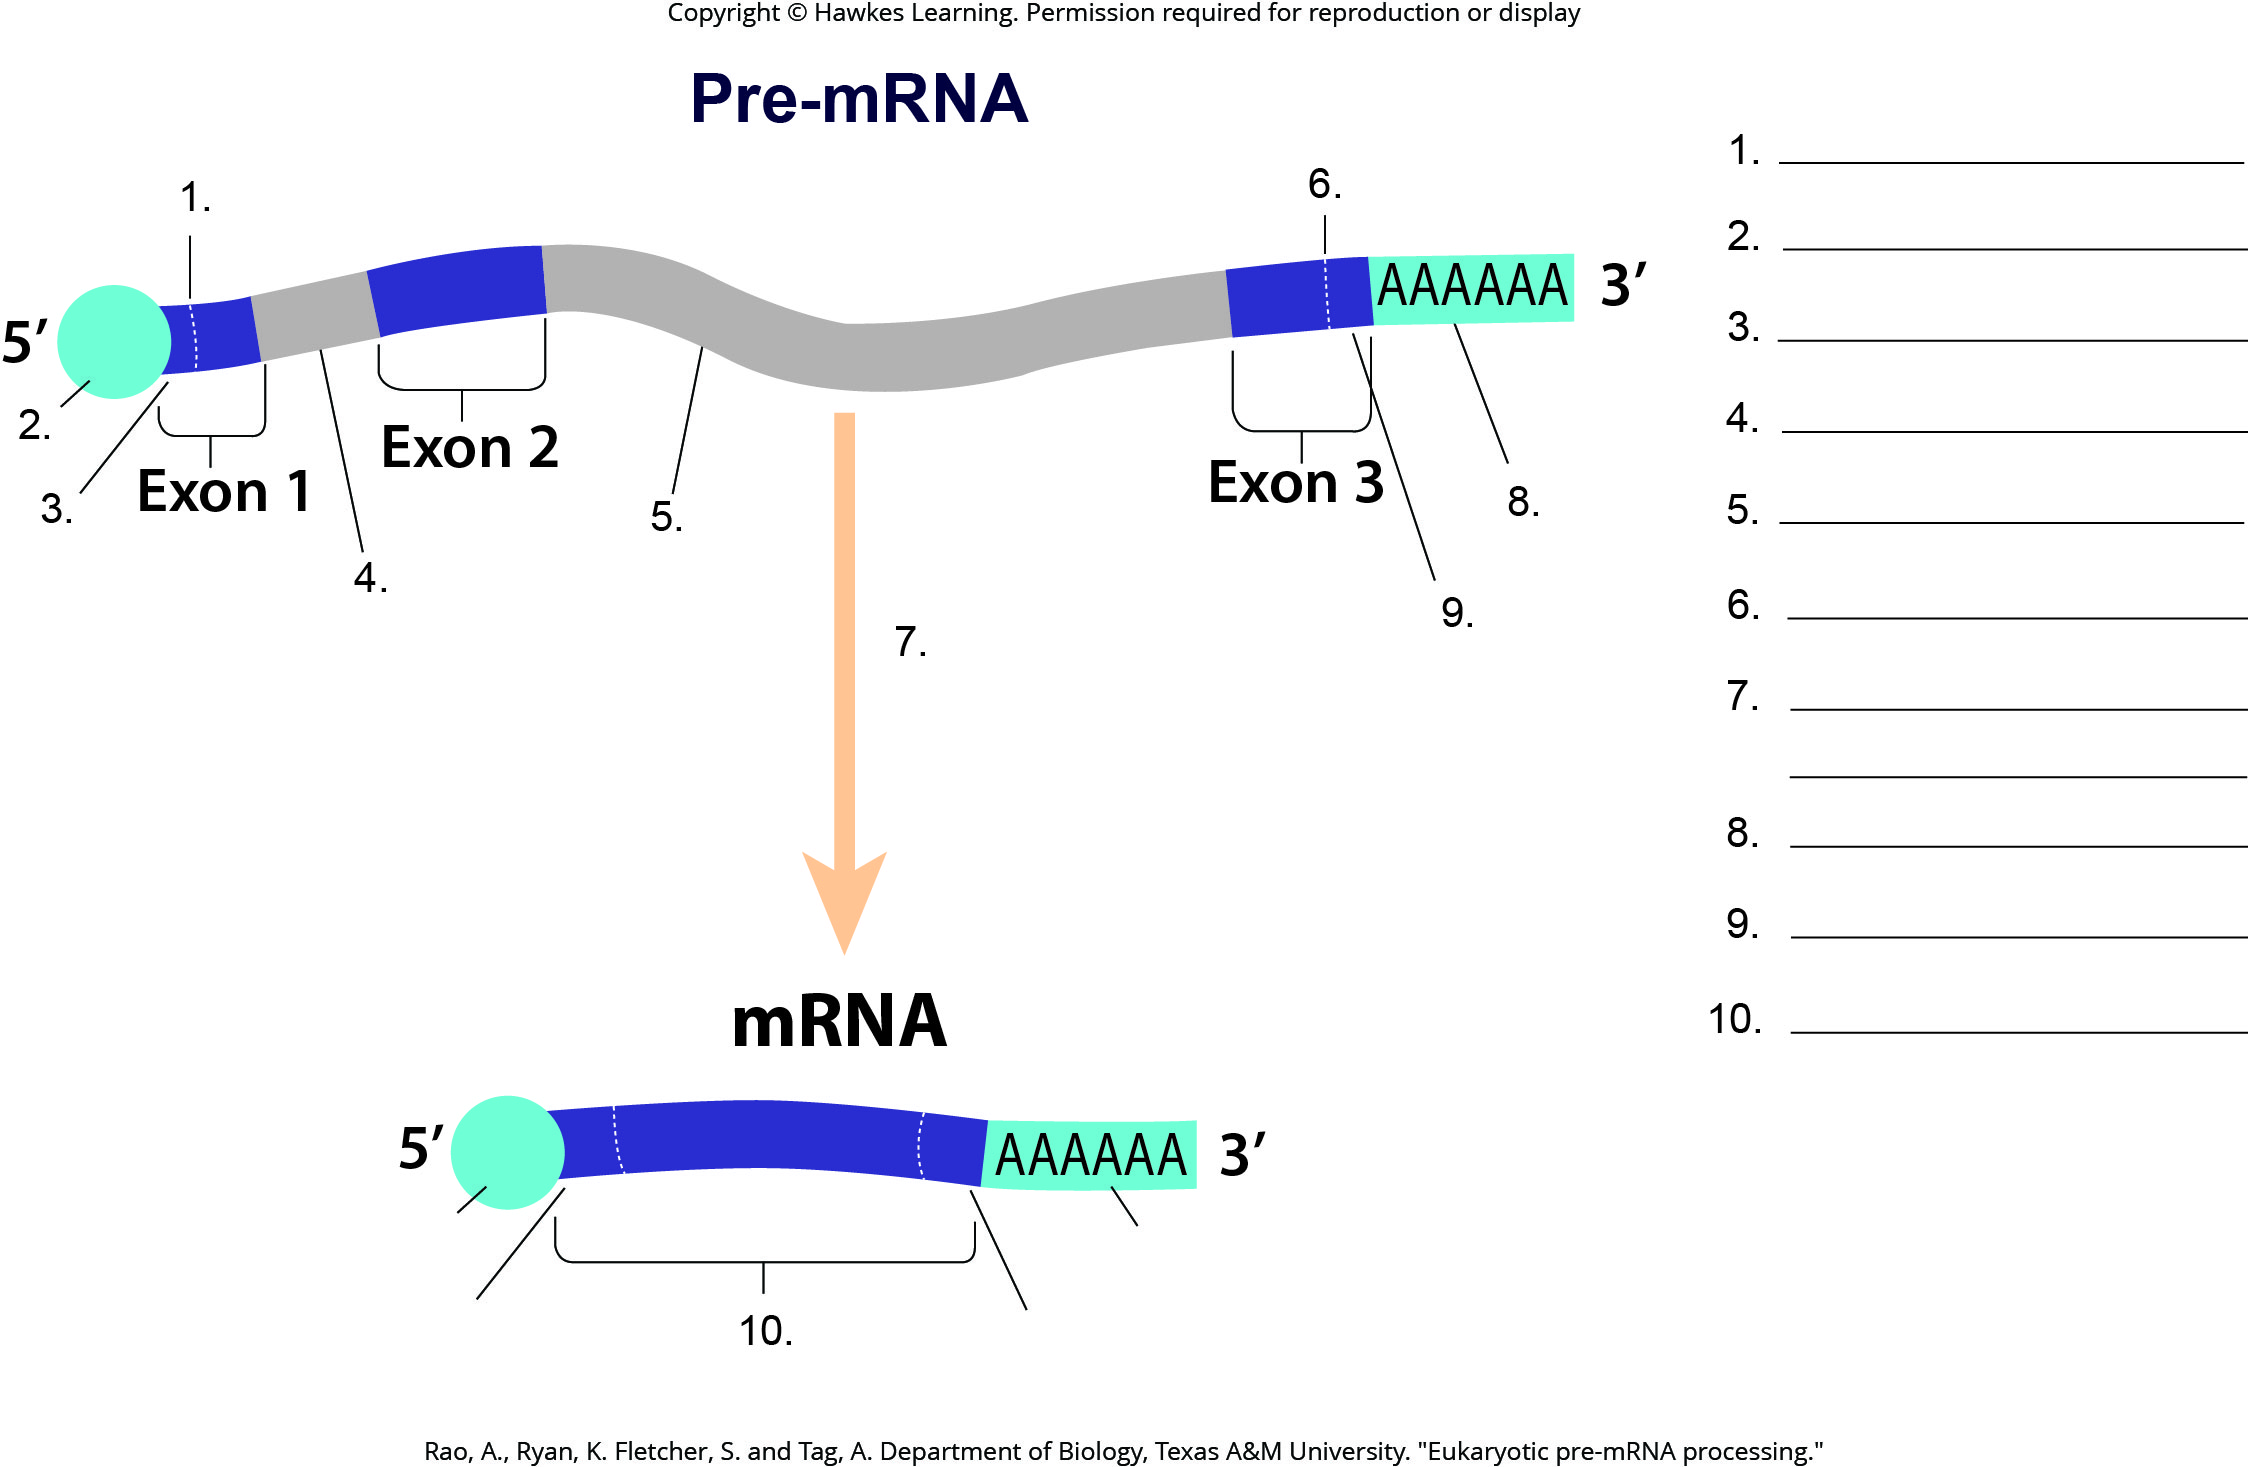 Copyright © Hawkes Learning. Permission required for reproduction or display
Pre-mRNA
1.
6.
5′
AAAAAA 3′
2.
3.
Exon 1
Exon 2
4.
5.
Exon 3
8.
9.
7.
mRNA
5′
AAAAAA 3′
10.
1.
2.
3.
4.
5.
6.
7.
8.
9.
10.
Rao, A., Ryan, K. Fletcher, S. and Tag, A. Department of Biology, Texas A&M University. "Eukaryotic pre-mRNA processing."